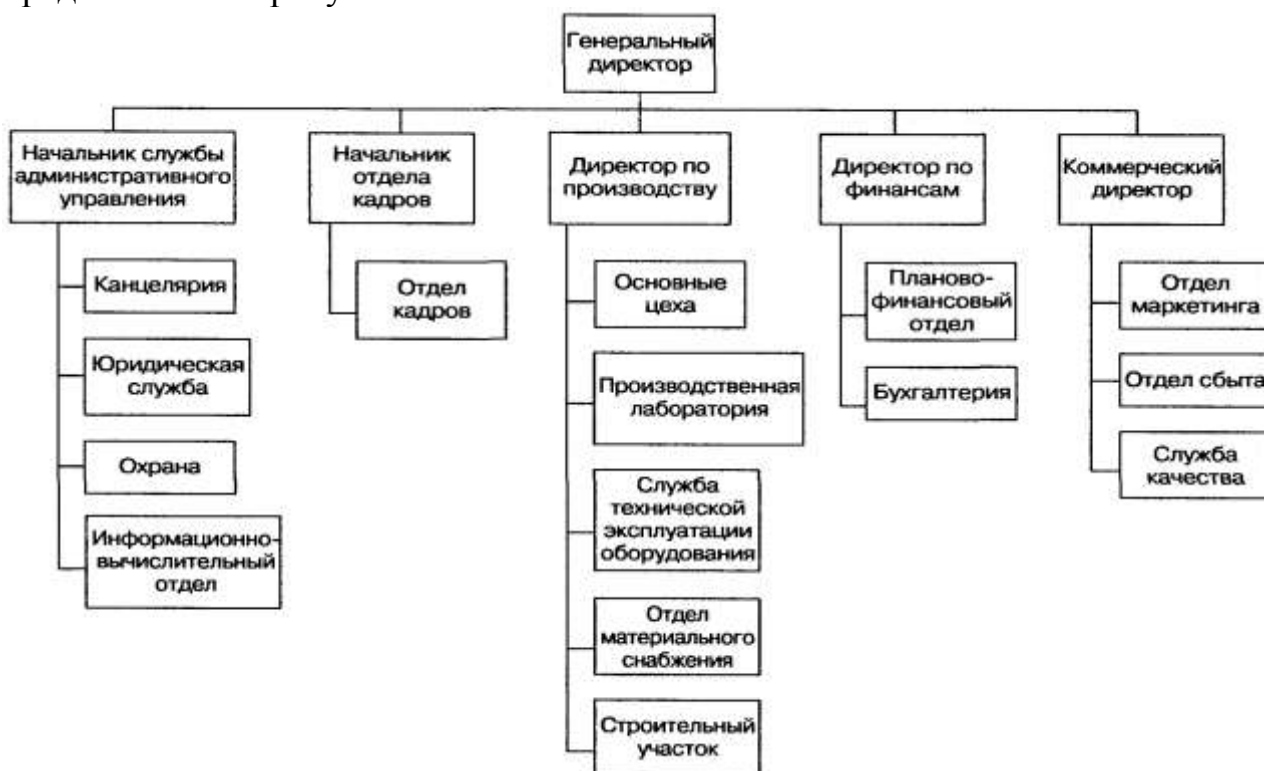 Генеральный
директор
Начальник службы
административного
управления
Начальник
отдела
кадров
Директор по
производству
Директор по
финансам
Коммерческий
директор
Канцелярия
Юридическая
служба
Охрана
Информационно-
вычислительный
отдел
Отдел
кадров
Основные
цеха
Производственная
лаборатория
Служба
технической
эксплуатации
оборудования
Отдел
материального
снабжения
Строительный
участок
Планово-
финансовый
отдел
Бухгалтерия
Отдел
маркетинга
Отдел сбыта
Служба
качества